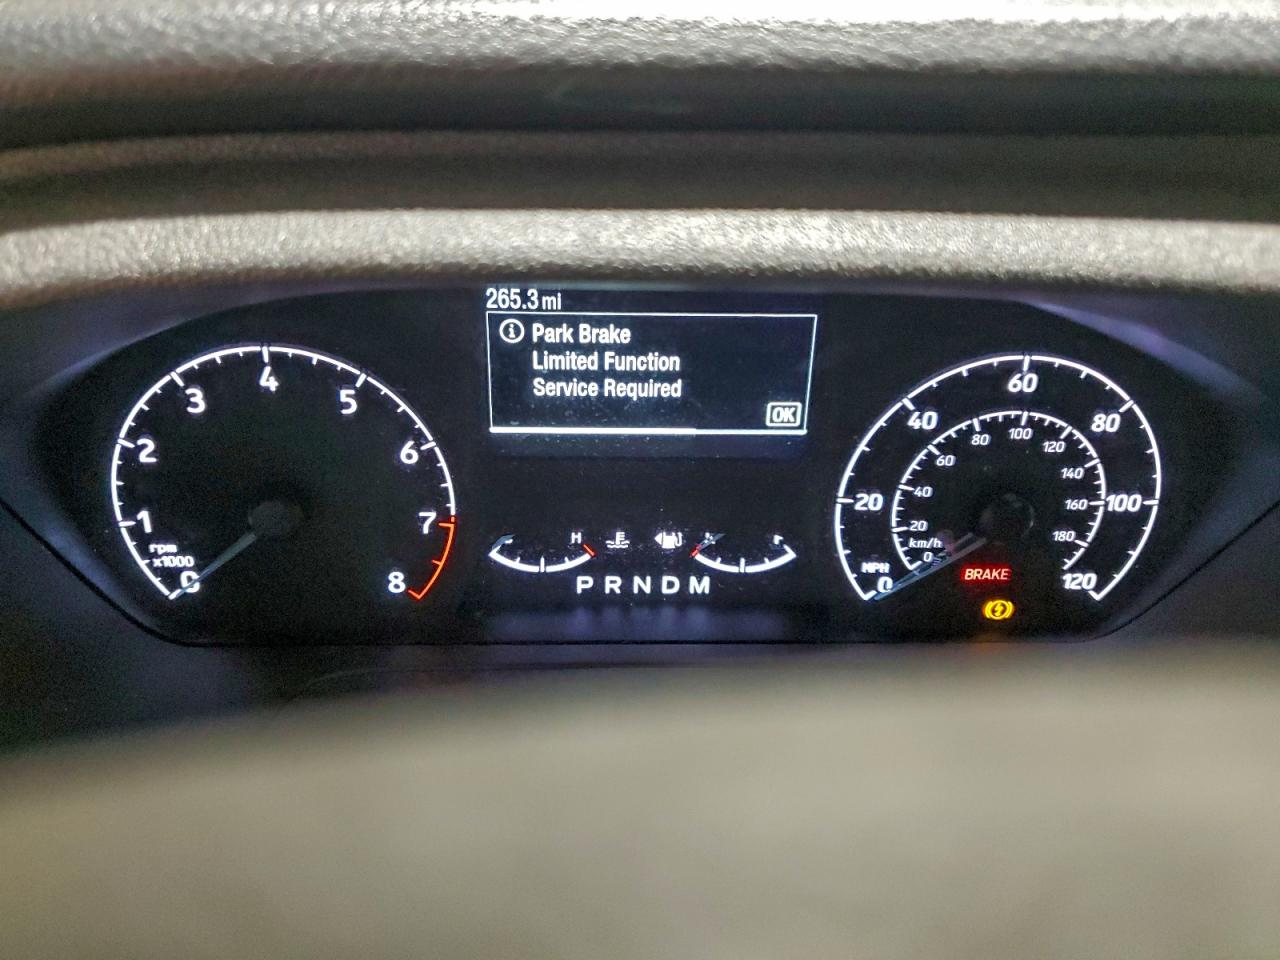 265.3 mi
Park Brake
Limited Function
Service Required
OK
0 1 2 3 4 5 6 7 8
rpm
x1000
H
E
PRNDM
0 20 40 60 80 100 120
MPH
0 20 40 60 80 100 120 140 160 180
km/h
BRAKE